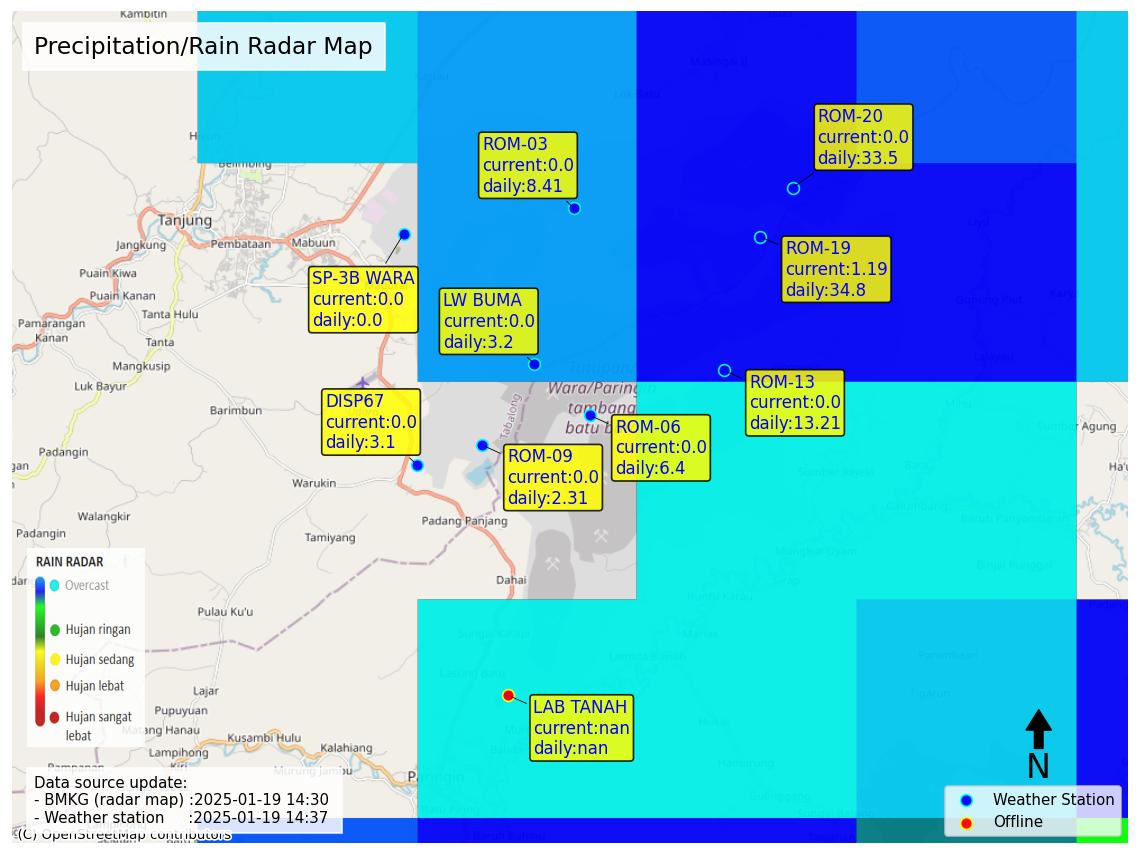 Kambitin
Precipitation/Rain Radar Map
ROM-20
current:0.0
daily:33.5
ROM-03
current:0.0
daily:8.41
Belimbing
Tanjung
Jangkung
Pembataan
Mabuun
ROM-19
current:1.19
daily:34.8
Puain Kiwa
Puain Kanan
SP-3B WARA
current:0.0
daily:0.0
LW BUMA
current:0.0
daily:3.2
Tanta Hulu
Pamarangan
Kanan
Tanta
Mangkusip
Luk Bayur
Tutupan
Wara/Paringin
tambang
ROM-13
current:0.0
daily:13.21
Barimbun
DISP67
current:0.0
daily:3.1
Tabalong
ROM-06
current:0.0
daily:6.4
ROM-09
current:0.0
daily:2.31
Warukin
Walangkir
Padangin
Padang Panjang
Tamiyang
Dahai
RAIN RADAR
Overcast
Hujan ringan
Hujan sedang
Hujan lebat
Hujan sangat
lebat
Pulau Ku'u
Lajar
Matang Hanau
Lampihong
Kusambi Hulu
Kalahiang
Murung Jambu
Pampanan
Paringin
LAB TANAH
current:nan
daily:nan
N
Data source update:
- BMKG (radar map) :2025-01-19 14:30
- Weather station :2025-01-19 14:37
(C) OpenStreetMap contributors
Weather Station
Offline